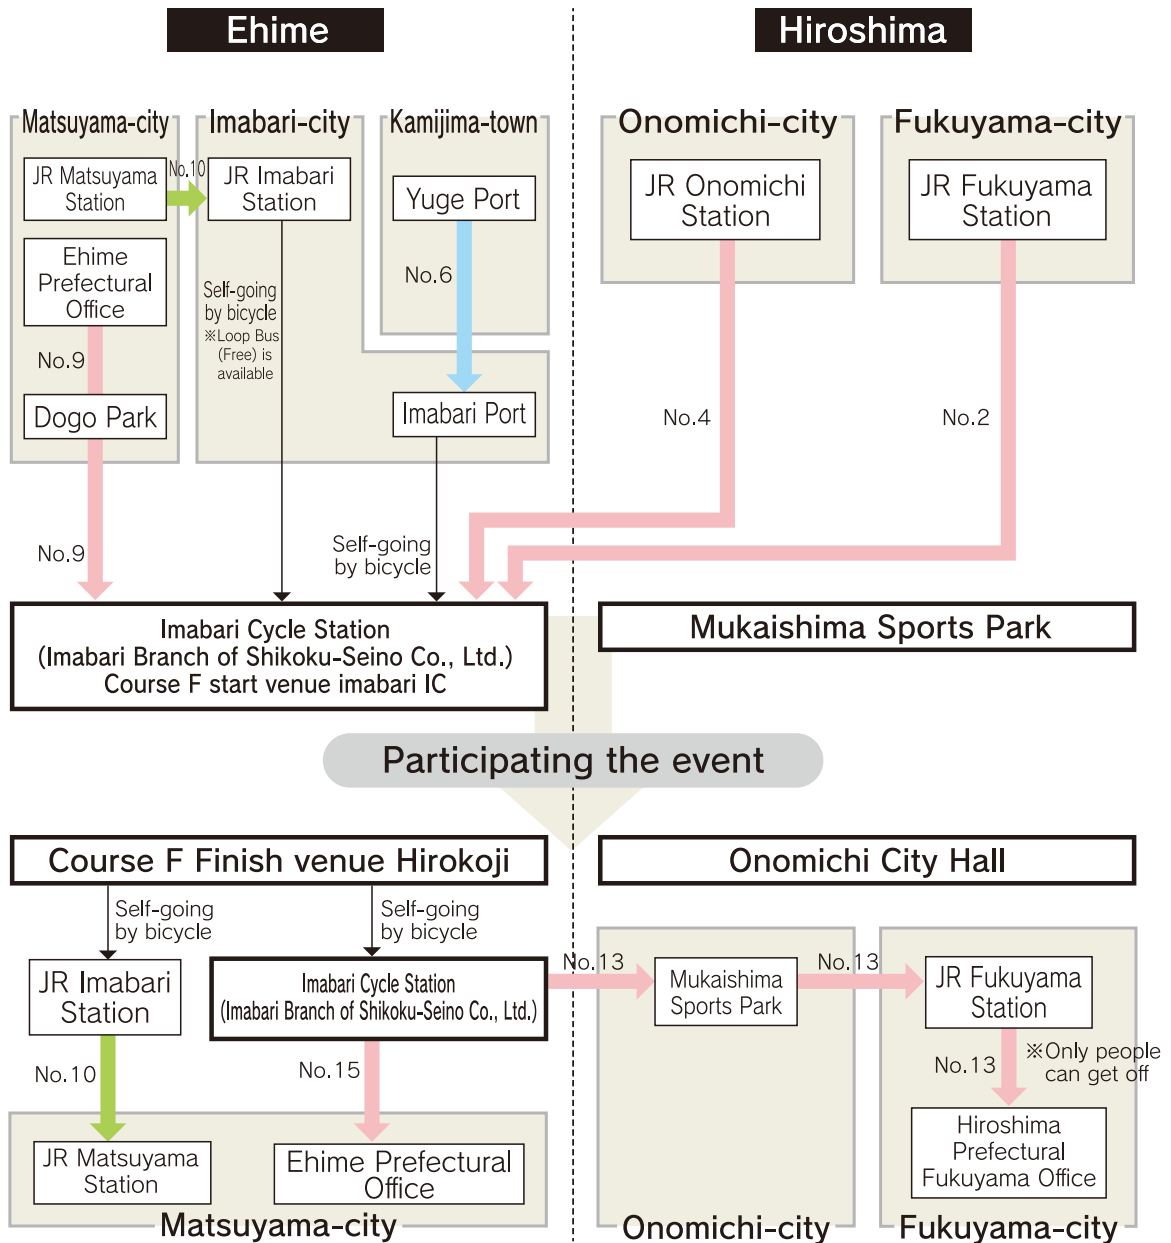 Ehime
Hiroshima
Matsuyama-city
Imabari-city
Kamijima-town
Onomichi-city
Fukuyama-city
JR Matsuyama
Station
No.10
JR Imabari
Station
Yuge Port
JR Onomichi
Station
JR Fukuyama
Station
Ehime
Prefectural
Office
Self-going
by bicycle
※Loop Bus
(Free) is
available
No.6
No.9
Dogo Park
Imabari Port
No.4
No.2
No.9
Self-going
by bicycle
Imabari Cycle Station
(Imabari Branch of Shikoku-Seino Co., Ltd.)
Course F start venue imabari IC
Mukaishima Sports Park
Participating the event
Course F Finish venue Hirokoji
Onomichi City Hall
Self-going
by bicycle
Self-going
by bicycle
JR Imabari
Station
Imabari Cycle Station
(Imabari Branch of Shikoku-Seino Co., Ltd.)
No.13
Mukaishima
Sports Park
No.13
JR Fukuyama
Station
No.10
No.15
No.13
※Only people
can get off
JR Matsuyama
Station
Ehime Prefectural
Office
Hiroshima
Prefectural
Fukuyama Office
Matsuyama-city
Onomichi-city
Fukuyama-city